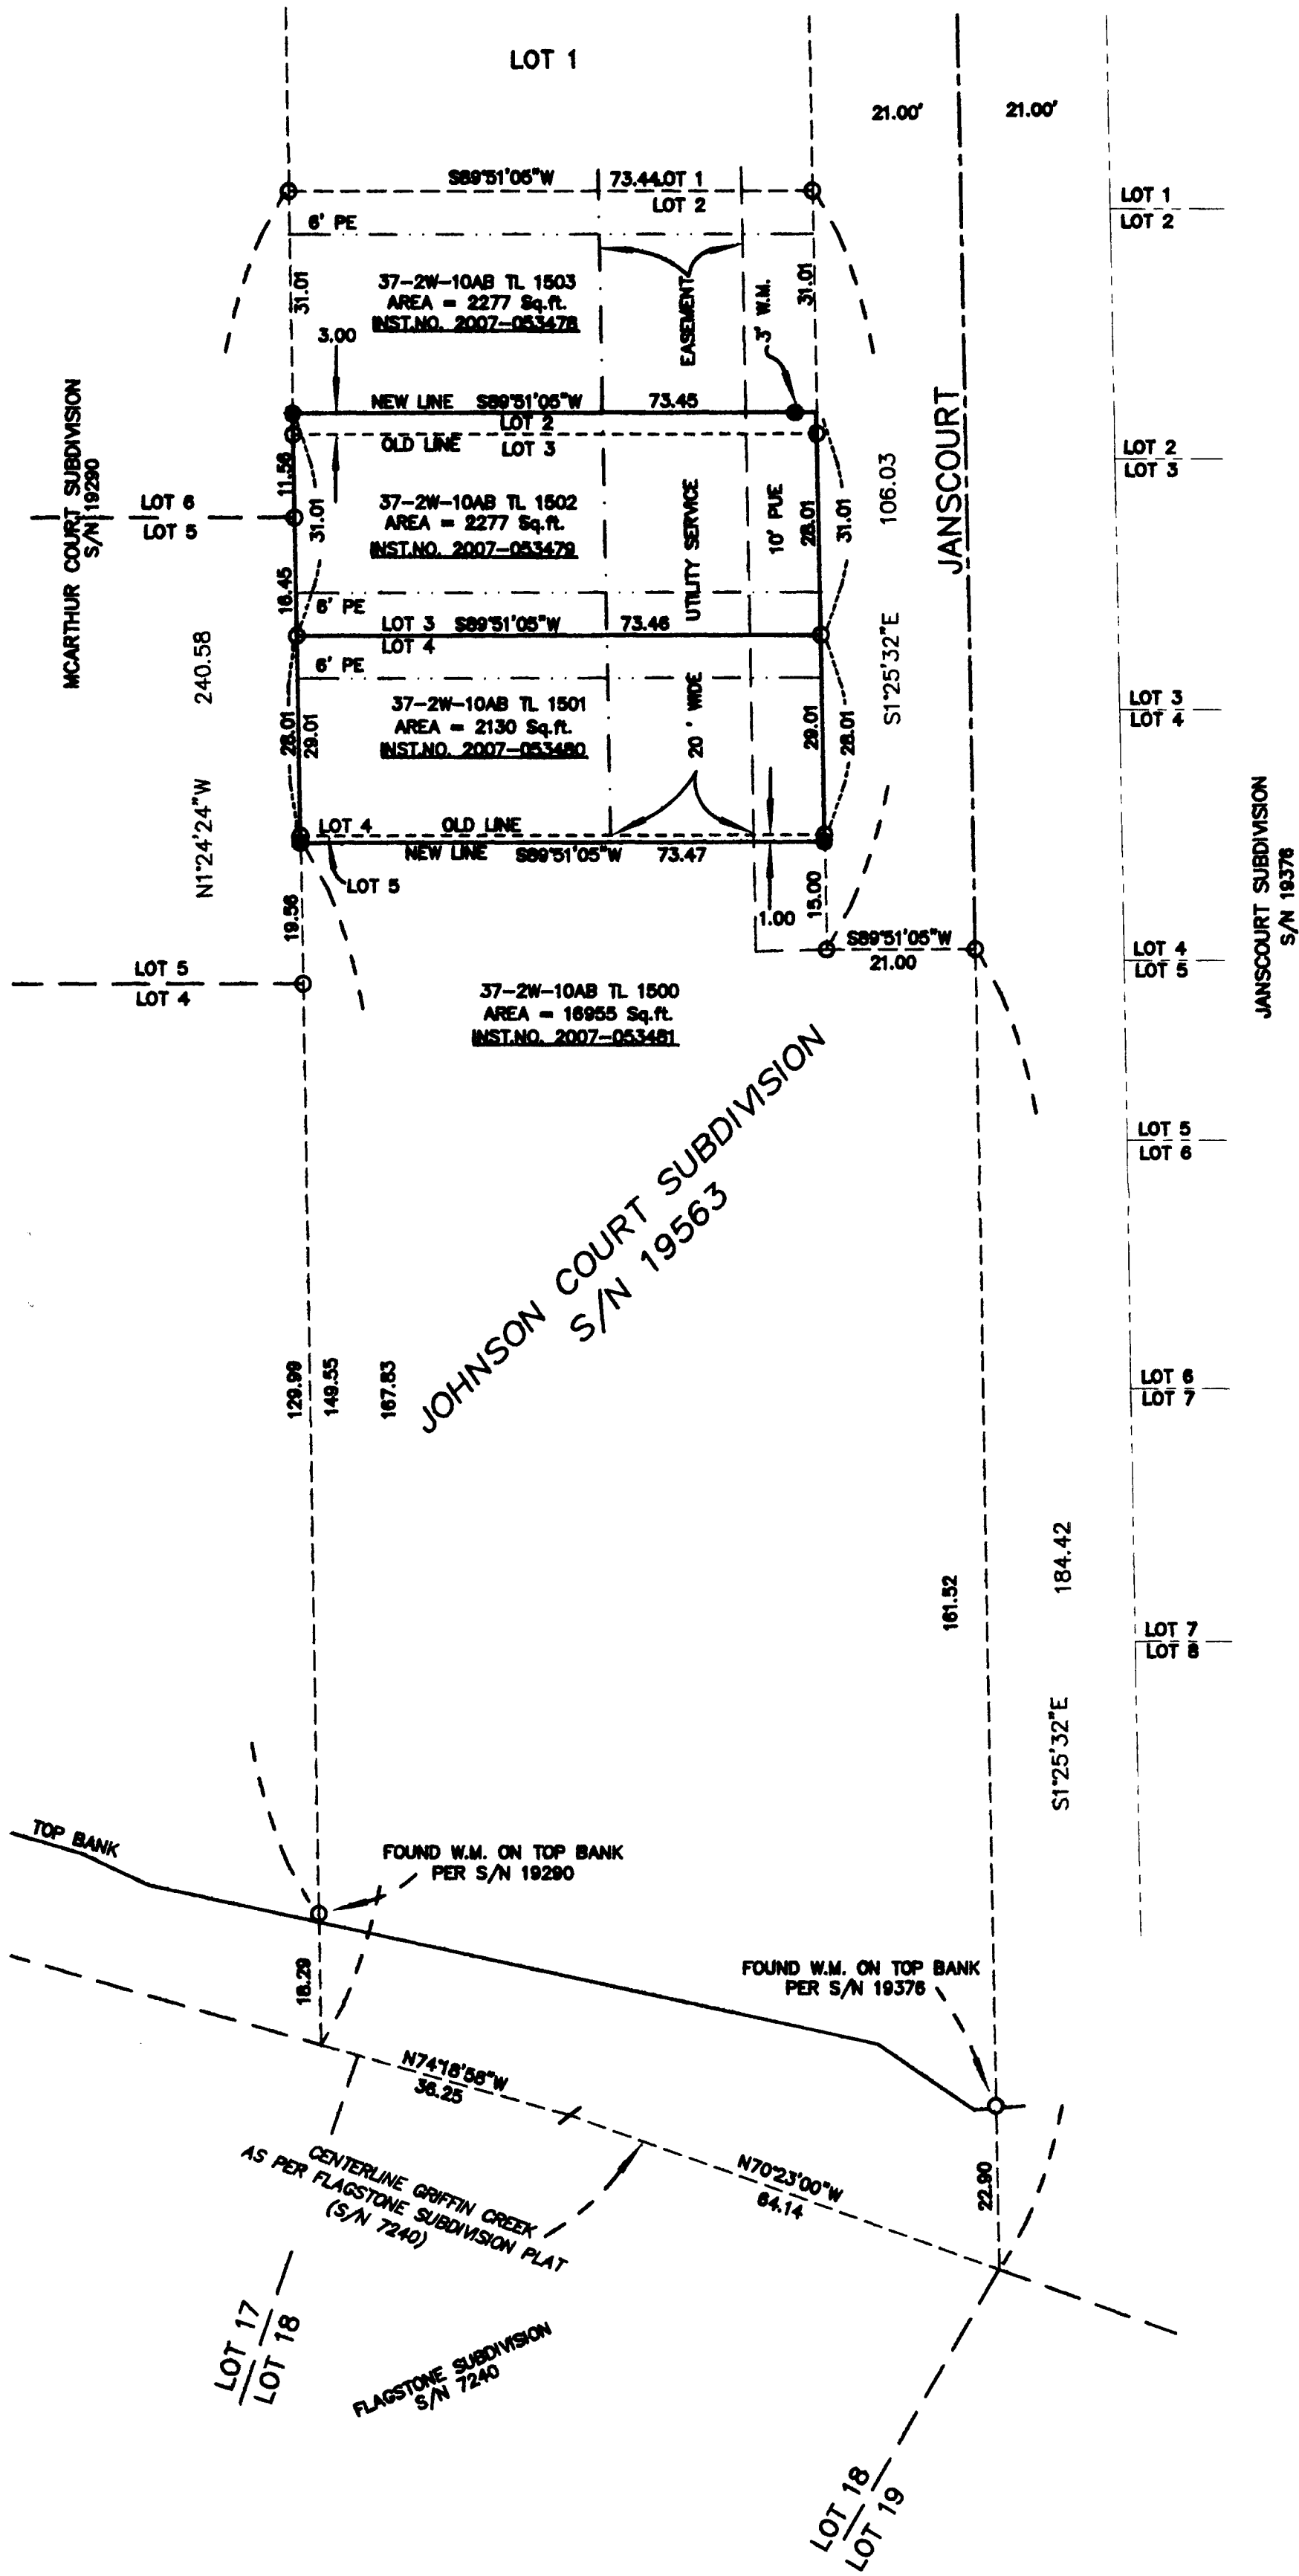 LOT 1
21.00'
21.00'
S89°51'05"W
73.44
LOT 1
LOT 2
LOT 1
LOT 2
6' PE
31.01
37-2W-10AB TL 1503
AREA = 2277 Sq.ft.
INST.NO. 2007-053478
3.00
EASEMENT
3' W.M.
31.01
MCARTHUR COURT SUBDIVISION
S/N 19290
NEW LINE S89°51'05"W 73.45
LOT 2
OLD LINE
LOT 3
JANSCOURT
LOT 2
LOT 3
11.56
31.01
LOT 6
LOT 5
37-2W-10AB TL 1502
AREA = 2277 Sq.ft.
INST.NO. 2007-053479
UTILITY SERVICE
10' PUE
28.01
31.01
106.03
16.45
6' PE
LOT 3 S89°51'05"W 73.46
LOT 4
6' PE
240.58
N1°24'24"W
S1°25'32"E
LOT 3
LOT 4
28.01
29.01
37-2W-10AB TL 1501
AREA = 2130 Sq.ft.
INST.NO. 2007-053480
20 ' WIDE
29.01
28.01
LOT 4
OLD LINE
NEW LINE S89°51'05"W 73.47
LOT 5
19.56
1.00
15.00
S89°51'05"W
21.00
LOT 4
LOT 5
JANSCOURT SUBDIVISION
S/N 19376
LOT 5
LOT 4
37-2W-10AB TL 1500
AREA = 16955 Sq.ft.
INST.NO. 2007-053481
LOT 5
LOT 6
JOHNSON COURT SUBDIVISION
S/N 19563
129.99
149.55
167.83
LOT 6
LOT 7
161.52
184.42
S1°25'32"E
LOT 7
LOT 8
TOP BANK
FOUND W.M. ON TOP BANK
PER S/N 19290
18.29
FOUND W.M. ON TOP BANK
PER S/N 19376
N74°18'58"W
36.25
CENTERLINE GRIFFIN CREEK
AS PER FLAGSTONE SUBDIVISION PLAT
(S/N 7240)
N70°23'00"W
64.14
22.90
LOT 17
LOT 18
FLAGSTONE SUBDIVISION
S/N 7240
LOT 18
LOT 19